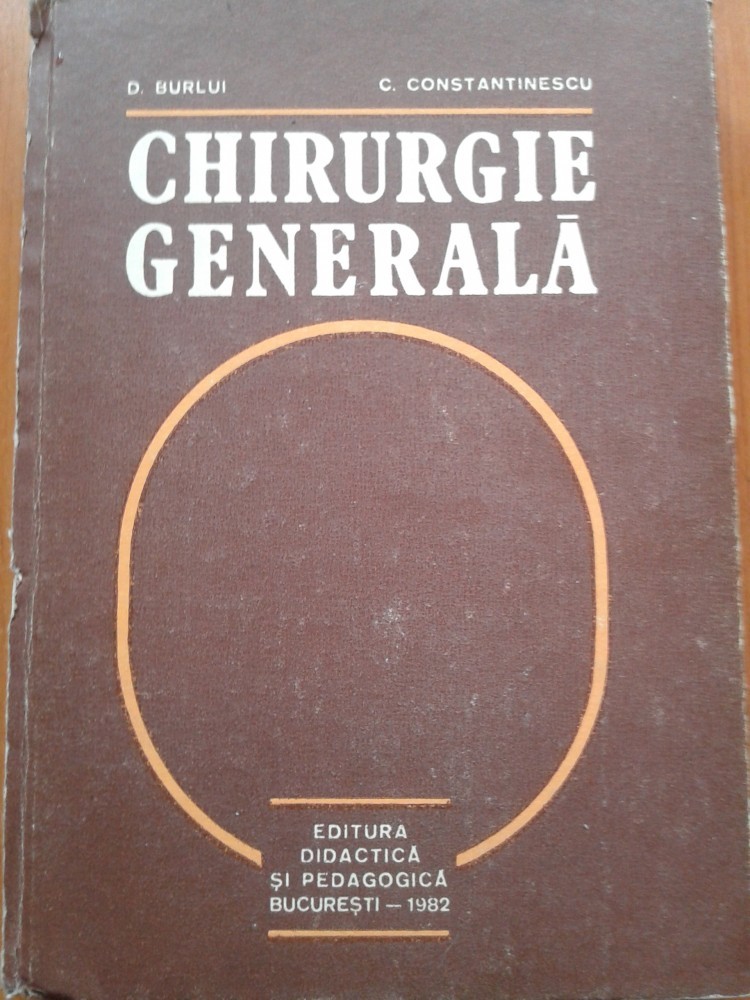 D. BURLUI C. CONSTANTINESCU
CHIRURGIE
GENERALĂ
EDITURA
DIDACTICĂ
ȘI PEDAGOGICĂ
BUCUREȘTI — 1982